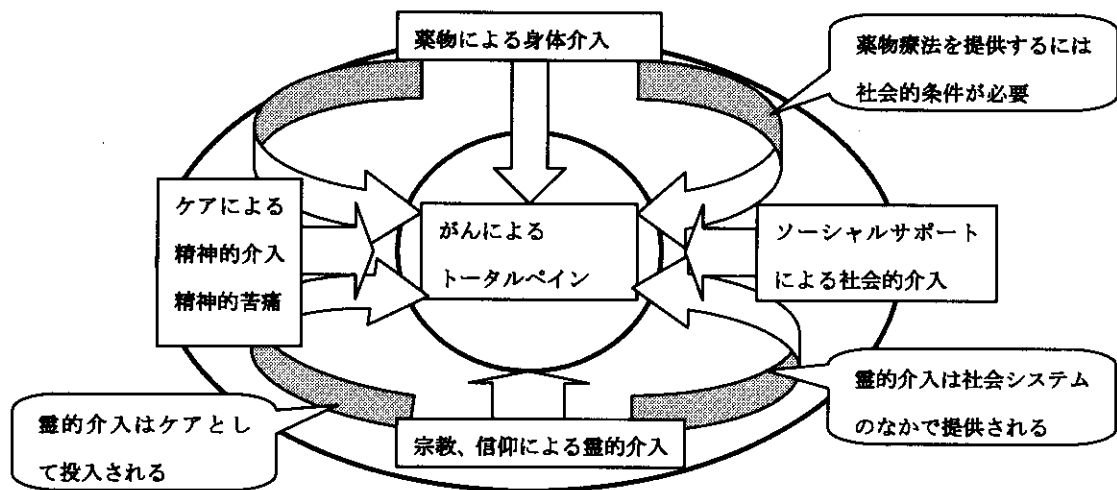 薬物による身体介入
薬物療法を提供するには
社会的条件が必要
ケアによる
精神的介入
精神的苦痛
がんによる
トータルペイン
ソーシャルサポート
による社会的介入
霊的介入はケアとし
て投入される
宗教、信仰による霊的介入
霊的介入は社会システム
のなかで提供される